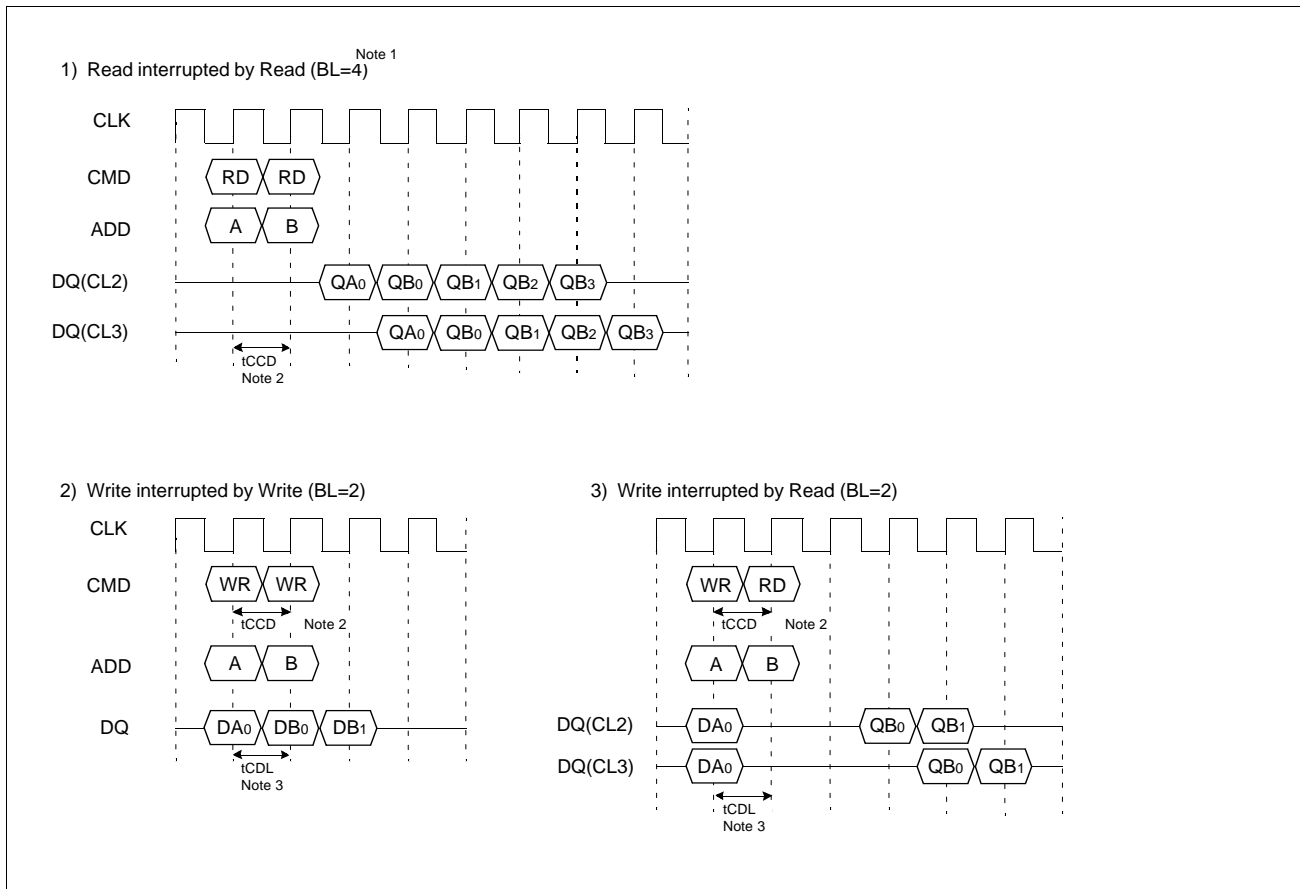 1) Read interrupted by Read (BL=4) Note 1
CLK
CMD RD RD
ADD A B
DQ(CL2) QA0 QB0 QB1 QB2 QB3
DQ(CL3) QA0 QB0 QB1 QB2 QB3
tCCD
Note 2
2) Write interrupted by Write (BL=2)
CLK
CMD WR WR
tCCD Note 2
ADD A B
DQ DA0 DB0 DB1
tCDL
Note 3
3) Write interrupted by Read (BL=2)
WR RD
tCCD Note 2
A B
DQ(CL2) DA0 QB0 QB1
DQ(CL3) DA0 QB0 QB1
tCDL
Note 3